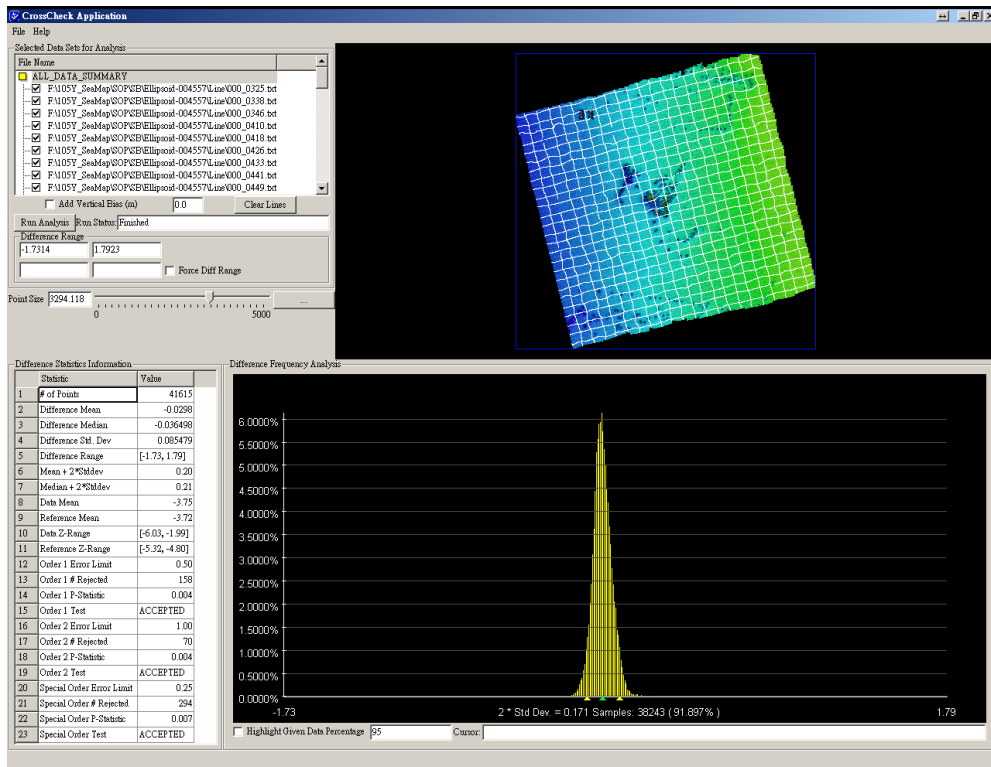 CrossCheck Application
File Help
Selected Data Sets for Analysis
File Name
ALL_DATA_SUMMARY
F:\105Y_SeaMap\SOP\SB\Ellipsoid-004557\Line\000_0325.txt
F:\105Y_SeaMap\SOP\SB\Ellipsoid-004557\Line\000_0338.txt
F:\105Y_SeaMap\SOP\SB\Ellipsoid-004557\Line\000_0346.txt
F:\105Y_SeaMap\SOP\SB\Ellipsoid-004557\Line\000_0410.txt
F:\105Y_SeaMap\SOP\SB\Ellipsoid-004557\Line\000_0418.txt
F:\105Y_SeaMap\SOP\SB\Ellipsoid-004557\Line\000_0426.txt
F:\105Y_SeaMap\SOP\SB\Ellipsoid-004557\Line\000_0433.txt
F:\105Y_SeaMap\SOP\SB\Ellipsoid-004557\Line\000_0441.txt
F:\105Y_SeaMap\SOP\SB\Ellipsoid-004557\Line\000_0449.txt
Add Vertical Bias (m) 0.0 Clear Lines
Run Analysis Run Status: Finished
Difference Range
-1.7314 1.7923
Force Diff Range
Point Size 3294.118 ...
0 5000
Difference Statistics Information
Statistic Value
1 # of Points 41615
2 Difference Mean -0.0298
3 Difference Median -0.036498
4 Difference Std. Dev 0.085479
5 Difference Range [-1.73, 1.79]
6 Mean + 2*Stddev 0.20
7 Median + 2*Stddev 0.21
8 Data Mean -3.75
9 Reference Mean -3.72
10 Data Z-Range [-6.03, -1.99]
11 Reference Z-Range [-5.32, -4.80]
12 Order 1 Error Limit 0.50
13 Order 1 # Rejected 158
14 Order 1 P-Statistic 0.004
15 Order 1 Test ACCEPTED
16 Order 2 Error Limit 1.00
17 Order 2 # Rejected 70
18 Order 2 P-Statistic 0.004
19 Order 2 Test ACCEPTED
20 Special Order Error Limit 0.25
21 Special Order # Rejected 294
22 Special Order P-Statistic 0.007
23 Special Order Test ACCEPTED
Difference Frequency Analysis
6.0000%
5.5000%
5.0000%
4.5000%
4.0000%
3.5000%
3.0000%
2.5000%
2.0000%
1.5000%
1.0000%
0.5000%
0.0000%
-1.73 2 * Std Dev. = 0.171 Samples: 38243 ( 91.897% ) 1.79
Highlight Given Data Percentage 95 Cursor: